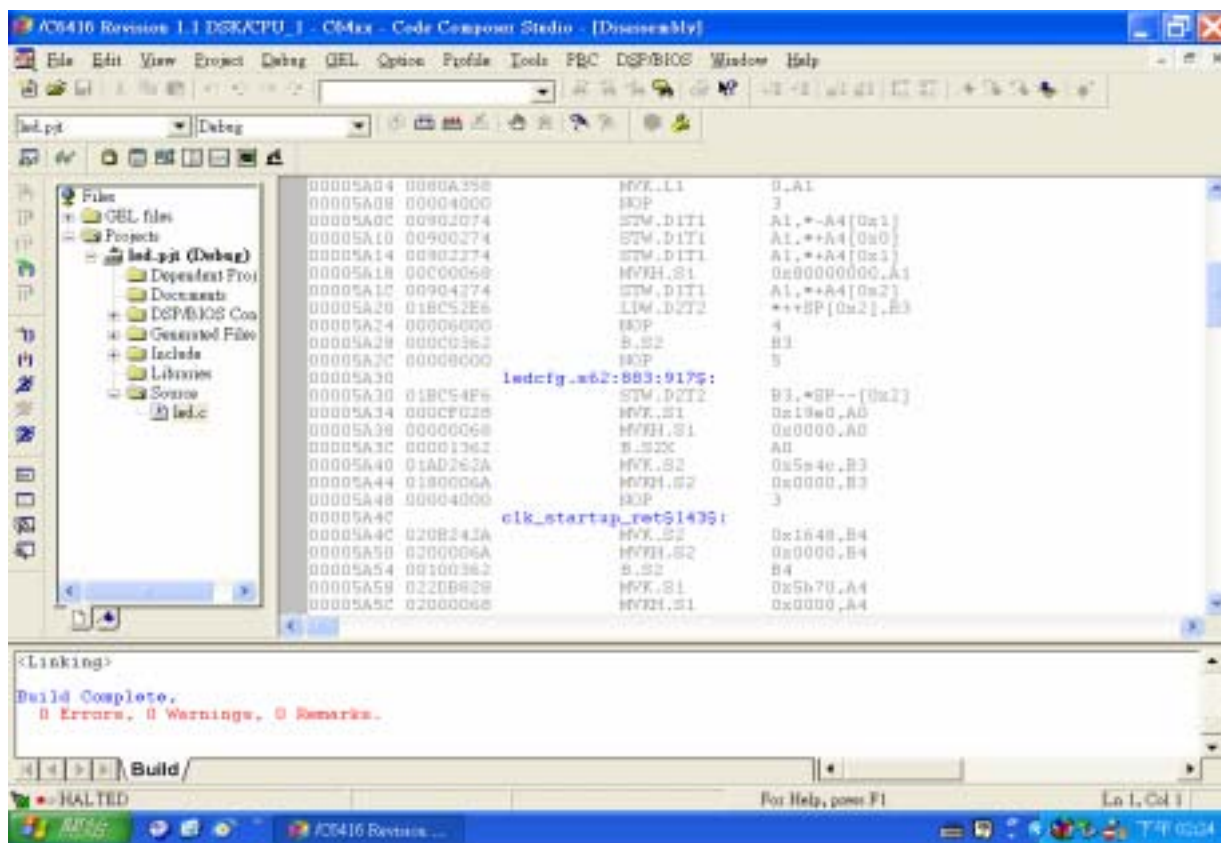 /C6416 Revision 1.1 DSK/CPU_1 - C64xx - Code Composer Studio - [Disassembly]
File Edit View Project Debug GEL Option Profile Tools PBC DSP/BIOS Window Help
led.pjt
Debug
Files
GEL files
Projects
led.pjt (Debug)
Dependent Proj
Documents
DSP/BIOS Con
Generated Files
Include
Libraries
Source
led.c
00005A04 0080A358 MVK.L1 0,A1
00005A08 00004000 NOP 3
00005A0C 00902074 STW.D1T1 A1,*-A4[0x1]
00005A10 00900274 STW.D1T1 A1,*+A4[0x0]
00005A14 00902274 STW.D1T1 A1,*+A4[0x1]
00005A18 00C00068 MVKH.S1 0x80000000,A1
00005A1C 00904274 STW.D1T1 A1,*+A4[0x2]
00005A20 01BC52E6 LDW.D2T2 *++SP[0x2],B3
00005A24 00006000 NOP 4
00005A28 000C0362 B.S2 B3
00005A2C 00008000 NOP 5
00005A30 ledcfg.s62:883:917$:
00005A30 01BC54F6 STW.D2T2 B3,*SP--[0x2]
00005A34 000CF028 MVK.S1 0x19e0,A0
00005A38 00000068 MVKH.S1 0x0000,A0
00005A3C 00001362 B.S2X A0
00005A40 01AD262A MVK.S2 0x5a4c,B3
00005A44 0180006A MVKH.S2 0x0000,B3
00005A48 00004000 NOP 3
00005A4C clk_startup_ret$143$:
00005A4C 020B242A MVK.S2 0x1648,B4
00005A50 0200006A MVKH.S2 0x0000,B4
00005A54 00100362 B.S2 B4
00005A58 022DB828 MVK.S1 0x5b70,A4
00005A5C 02000068 MVKH.S1 0x0000,A4
<Linking>
Build Complete,
0 Errors, 0 Warnings, 0 Remarks.
Build
HALTED
For Help, press F1
Ln 1, Col 1
開始
/C6416 Revision ...
下午